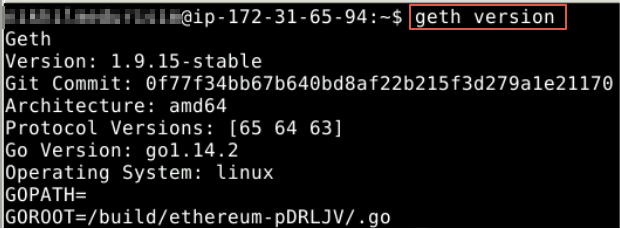 @ip-172-31-65-94:~$ geth version
Geth
Version: 1.9.15-stable
Git Commit: 0f77f34bb67b640bd8af22b215f3d279a1e21170
Architecture: amd64
Protocol Versions: [65 64 63]
Go Version: go1.14.2
Operating System: linux
GOPATH=
GOROOT=/build/ethereum-pDRLJV/.go